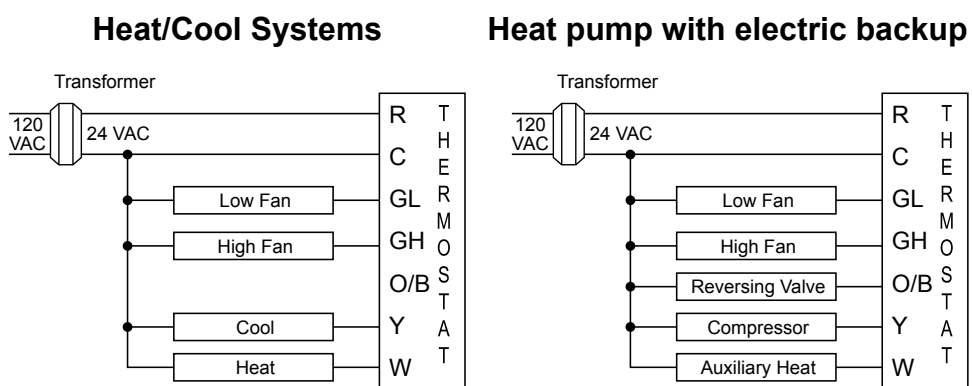 Heat/Cool Systems
Transformer
120
VAC
24 VAC
R
C
GL
GH
O/B
Y
W
THERMOSTAT
Low Fan
High Fan
Cool
Heat
Heat pump with electric backup
Transformer
120
VAC
24 VAC
R
C
GL
GH
O/B
Y
W
THERMOSTAT
Low Fan
High Fan
Reversing Valve
Compressor
Auxiliary Heat